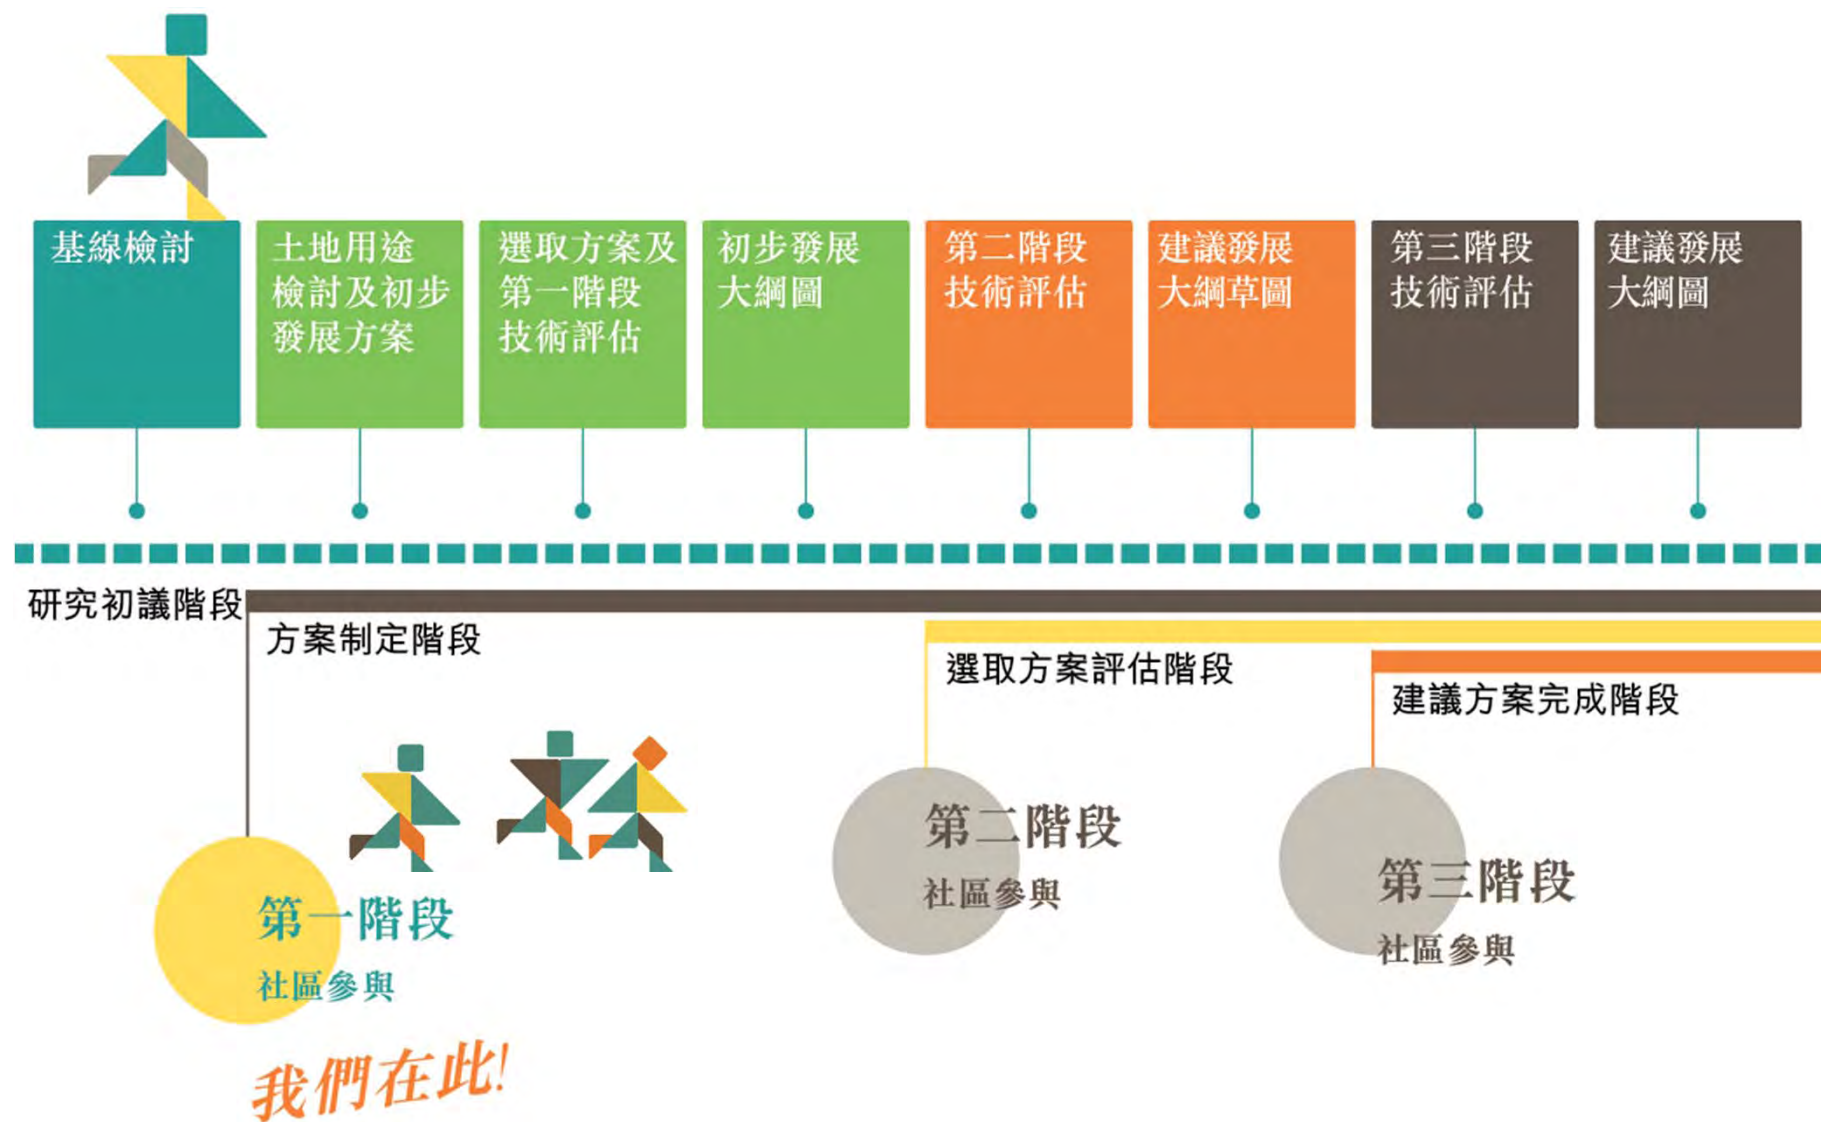 基線檢討
土地用途
檢討及初步
發展方案
選取方案及
第一階段
技術評估
初步發展
大綱圖
第二階段
技術評估
建議發展
大綱草圖
第三階段
技術評估
建議發展
大綱圖
研究初議階段
方案制定階段
選取方案評估階段
建議方案完成階段
第一階段
社區參與
我們在此!
第二階段
社區參與
第三階段
社區參與